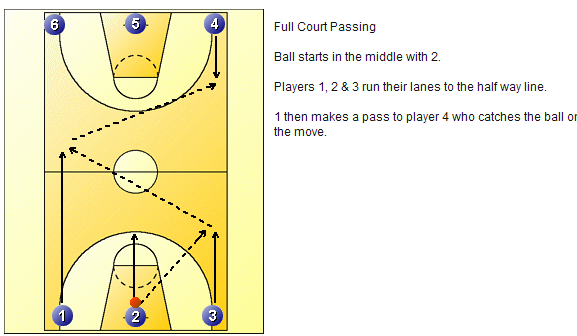 6 5 4
Full Court Passing
Ball starts in the middle with 2.
Players 1, 2 & 3 run their lanes to the half way line.
1 then makes a pass to player 4 who catches the ball
the move.
1 2 3